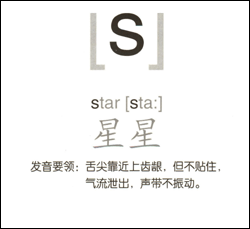 [s]
star [sta:]
星星
发音要领：舌尖靠近上齿龈，但不贴住，
气流泄出，声带不振动。